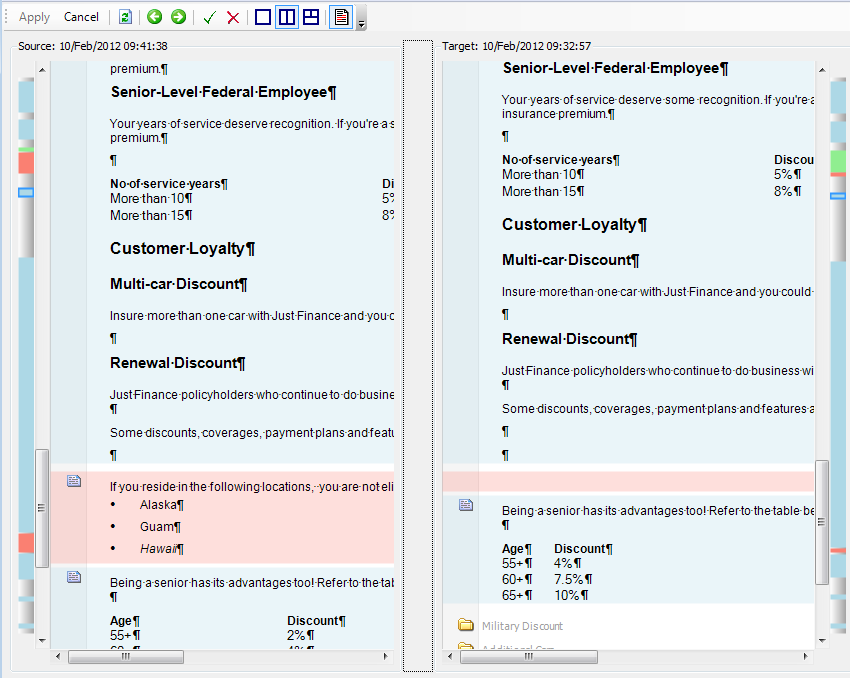 Apply Cancel
Source: 10/Feb/2012 09:41:38
premium.¶
Senior-Level·Federal·Employee¶
Your·years·of·service·deserve·recognition.·If·you're·a·s
premium.¶
¶
No·of·service·years¶ Di
More·than·10¶ 5%
More·than·15¶ 8%
Customer·Loyalty¶
Multi-car·Discount¶
Insure·more·than·one·car·with·Just·Finance·and·you·c
¶
Renewal·Discount¶
Just·Finance·policyholders·who·continue·to·do·busine
¶
Some·discounts,·coverages,·payment·plans·and·featu
¶
If·you·reside·in·the·following·locations,··you·are·not·eli
• Alaska¶
• Guam¶
• Hawaii¶
Being·a·senior·has·its·advantages·too!·Refer·to·the·tab
¶
Age¶ Discount¶
55+¶ 2%¶
Target: 10/Feb/2012 09:32:57
Senior-Level·Federal·Employee¶
Your·years·of·service·deserve·some·recognition.·If·you're·a
insurance·premium.¶
¶
No·of·service·years¶ Discou
More·than·10¶ 5%¶
More·than·15¶ 8%¶
Customer·Loyalty¶
Multi-car·Discount¶
Insure·more·than·one·car·with·Just·Finance·and·you·could·
¶
Renewal·Discount¶
Just·Finance·policyholders·who·continue·to·do·business·wi
¶
Some·discounts,·coverages,·payment·plans·and·features·a
¶
¶
Being·a·senior·has·its·advantages·too!·Refer·to·the·table·be
¶
Age¶ Discount¶
55+¶ 4%¶
60+¶ 7.5%¶
65+¶ 10%¶
Military Discount